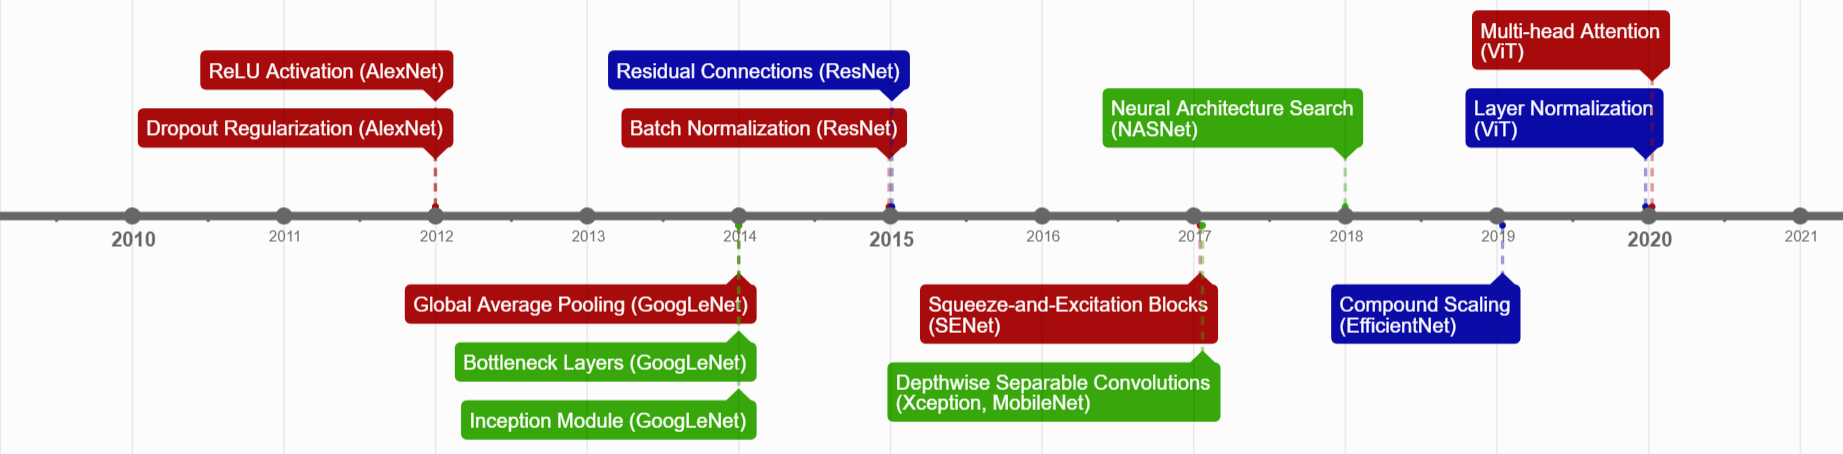 ReLU Activation (AlexNet)
Dropout Regularization (AlexNet)
Residual Connections (ResNet)
Batch Normalization (ResNet)
Neural Architecture Search
(NASNet)
Multi-head Attention
(ViT)
Layer Normalization
(ViT)
2010
2011
2012
2013
2014
2015
2016
2017
2018
2019
2020
2021
Global Average Pooling (GoogLeNet)
Bottleneck Layers (GoogLeNet)
Inception Module (GoogLeNet)
Squeeze-and-Excitation Blocks
(SENet)
Depthwise Separable Convolutions
(Xception, MobileNet)
Compound Scaling
(EfficientNet)